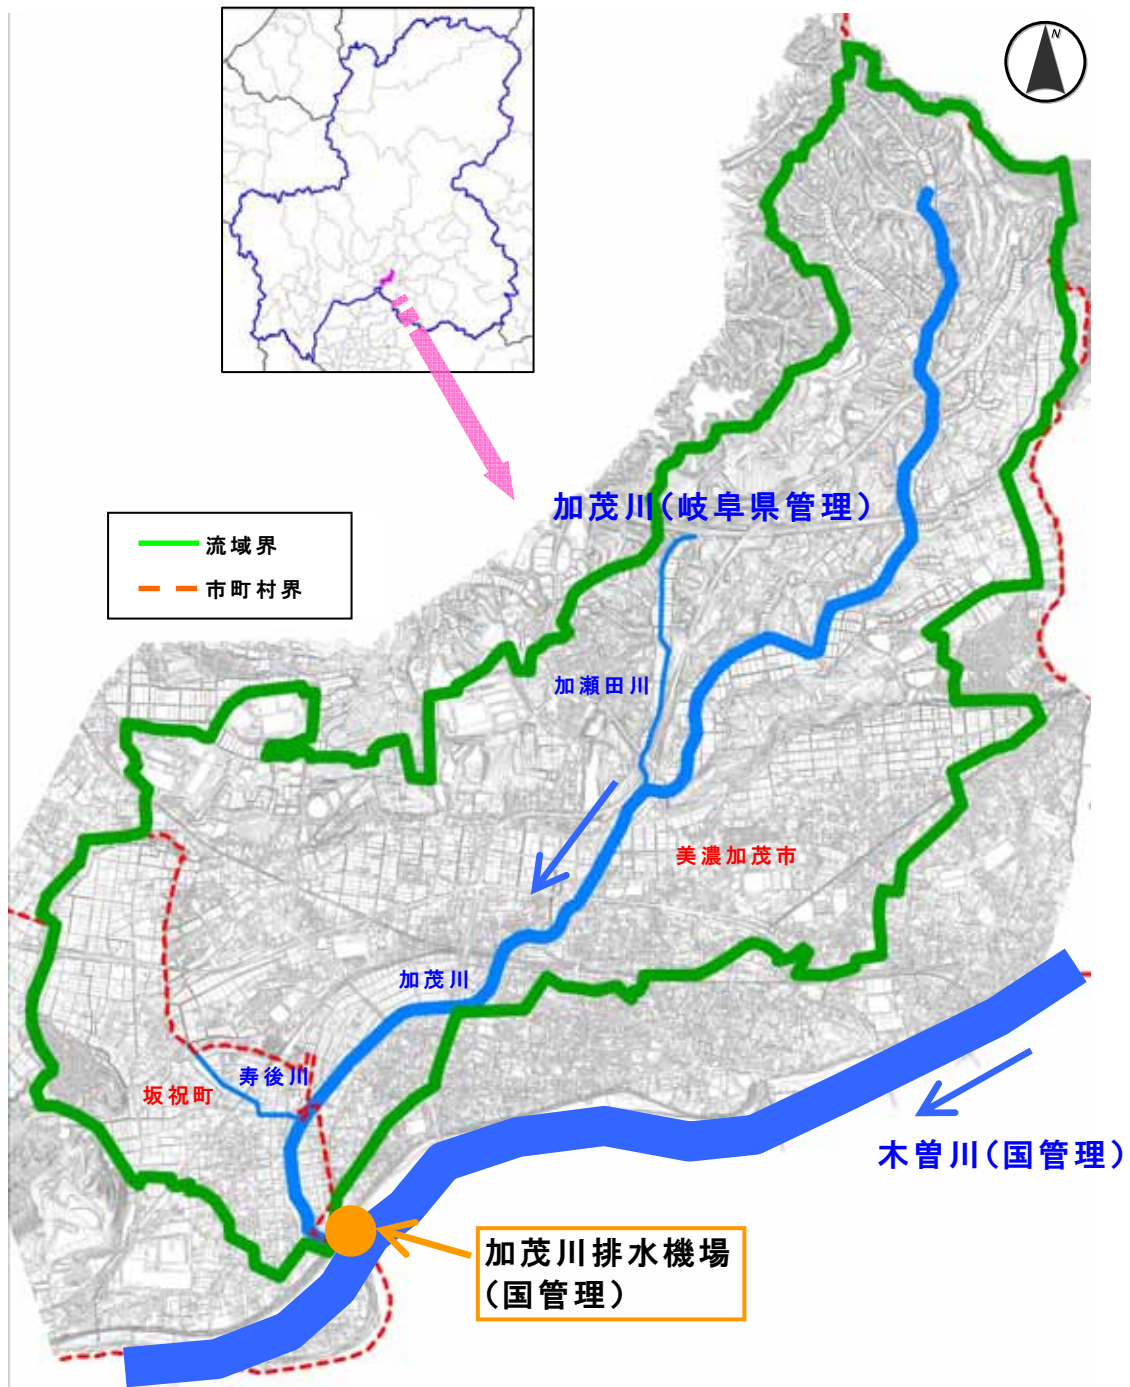 N
加茂川(岐阜県管理)
流域界
市町村界
加瀬田川
美濃加茂市
加茂川
寿後川
坂祝町
木曽川(国管理)
加茂川排水機場
(国管理)